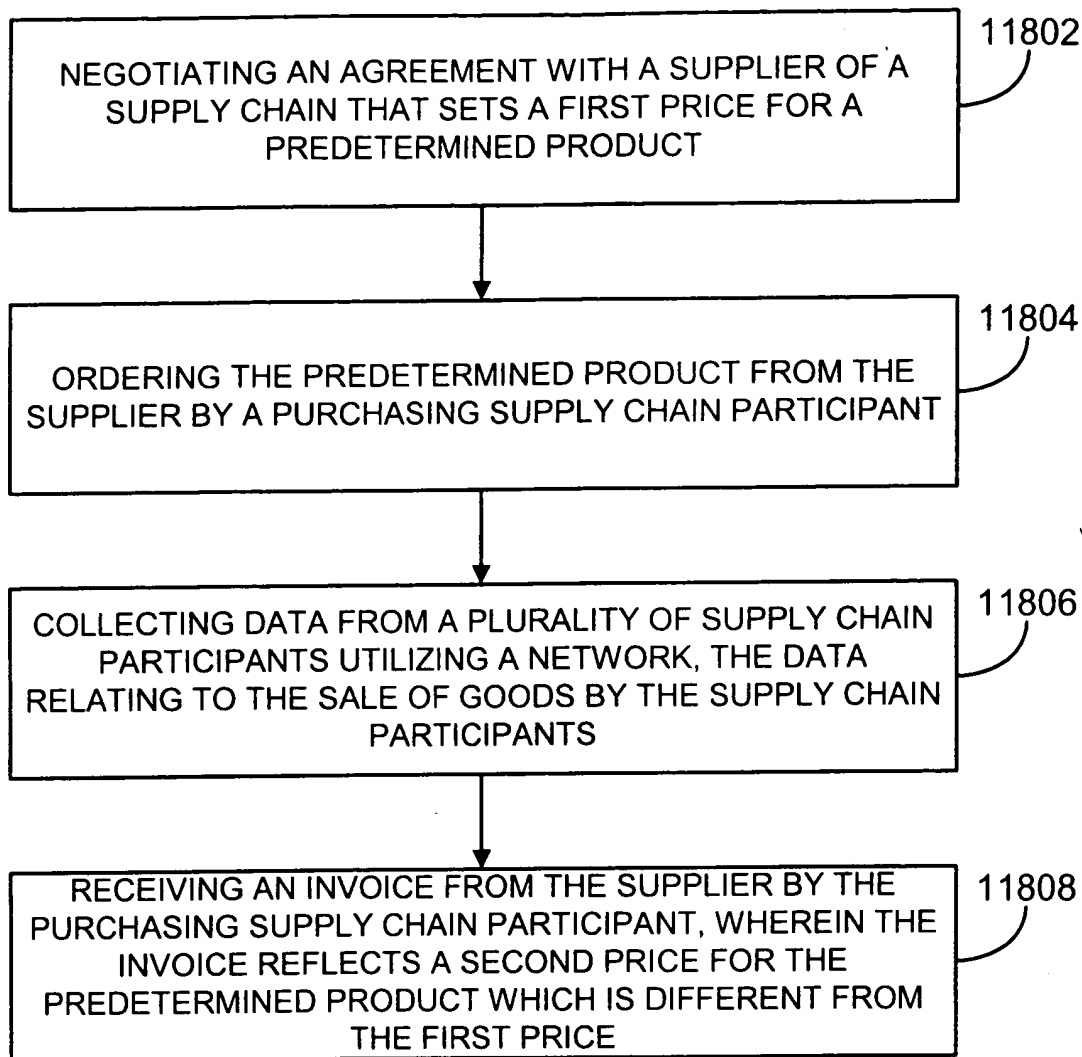 11802
NEGOTIATING AN AGREEMENT WITH A SUPPLIER OF A
SUPPLY CHAIN THAT SETS A FIRST PRICE FOR A
PREDETERMINED PRODUCT
11804
ORDERING THE PREDETERMINED PRODUCT FROM THE
SUPPLIER BY A PURCHASING SUPPLY CHAIN PARTICIPANT
11806
COLLECTING DATA FROM A PLURALITY OF SUPPLY CHAIN
PARTICIPANTS UTILIZING A NETWORK, THE DATA
RELATING TO THE SALE OF GOODS BY THE SUPPLY CHAIN
PARTICIPANTS
11808
RECEIVING AN INVOICE FROM THE SUPPLIER BY THE
PURCHASING SUPPLY CHAIN PARTICIPANT, WHEREIN THE
INVOICE REFLECTS A SECOND PRICE FOR THE
PREDETERMINED PRODUCT WHICH IS DIFFERENT FROM
THE FIRST PRICE